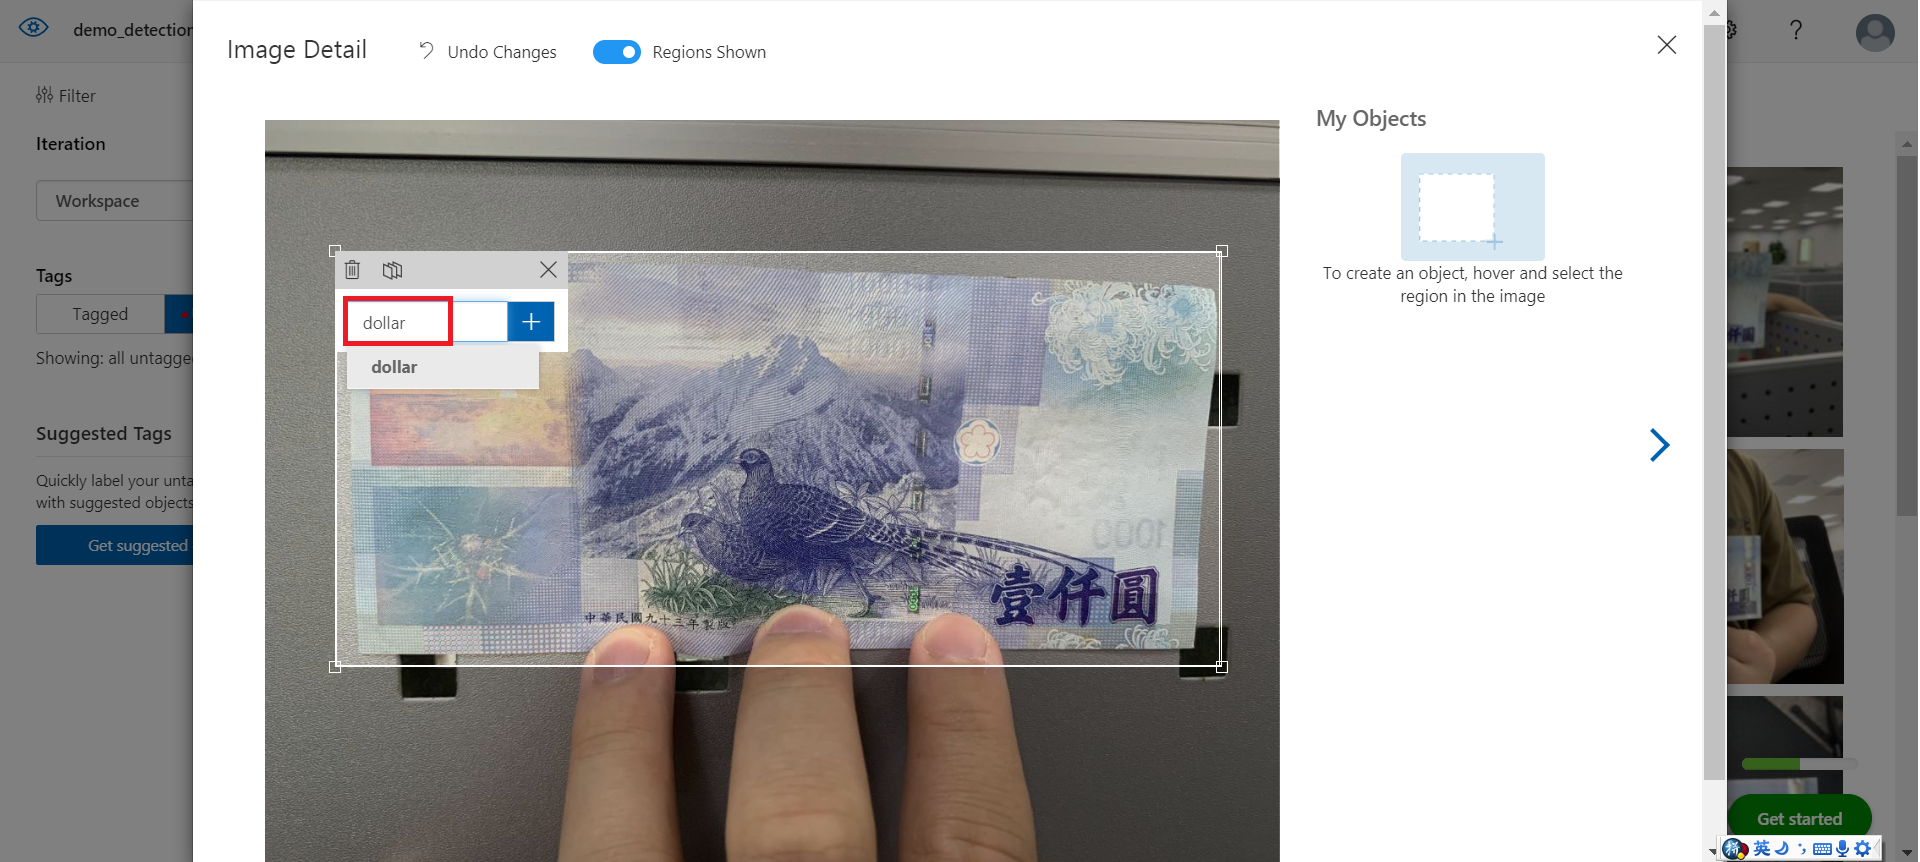 demo_detection
Image Detail
Undo Changes
Regions Shown
Filter
Iteration
Workspace
Tags
Tagged
Showing: all untagge
Suggested Tags
Quickly label your unta
with suggested objects
Get suggested
dollar
dollar
1000
壹仟圓
中華民國九十三年製版
My Objects
To create an object, hover and select the
region in the image
Get started
英